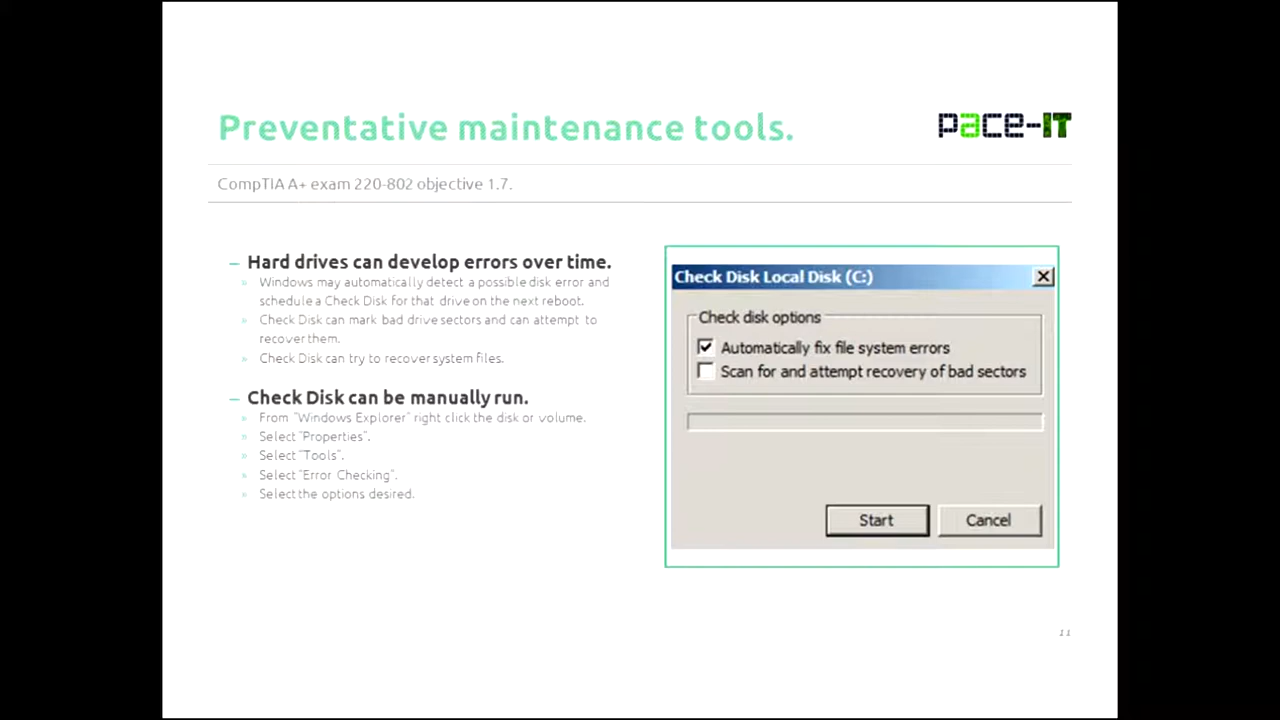 Preventative maintenance tools.
pace-IT
CompTIA A+ exam 220-802 objective 1.7.
– Hard drives can develop errors over time.
» Windows may automatically detect a possible disk error and
schedule a Check Disk for that drive on the next reboot.
» Check Disk can mark bad drive sectors and can attempt to
recover them.
» Check Disk can try to recover system files.
– Check Disk can be manually run.
» From "Windows Explorer" right click the disk or volume.
» Select "Properties".
» Select "Tools".
» Select "Error Checking".
» Select the options desired.
Check Disk Local Disk (C:)
Check disk options
Automatically fix file system errors
Scan for and attempt recovery of bad sectors
Start
Cancel
11